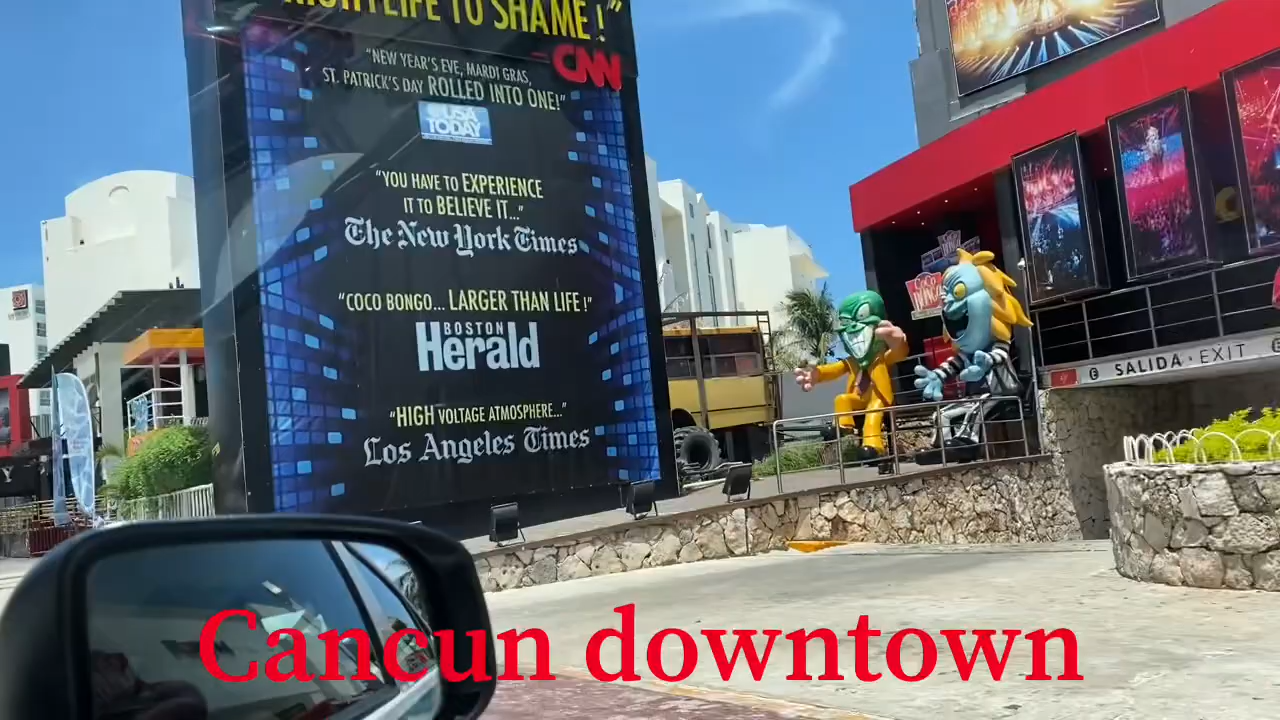 NIGHTLIFE TO SHAME!"
CNN
"NEW YEAR'S EVE, MARDI GRAS,
ST. PATRICK'S DAY ROLLED INTO ONE!"
USA
TODAY
"YOU HAVE TO EXPERIENCE
IT TO BELIEVE IT..."
The New York Times
"COCO BONGO... LARGER THAN LIFE!"
BOSTON
Herald
"HIGH VOLTAGE ATMOSPHERE..."
Los Angeles Times
COCO
BONGO
SALIDA · EXIT
Cancun downtown